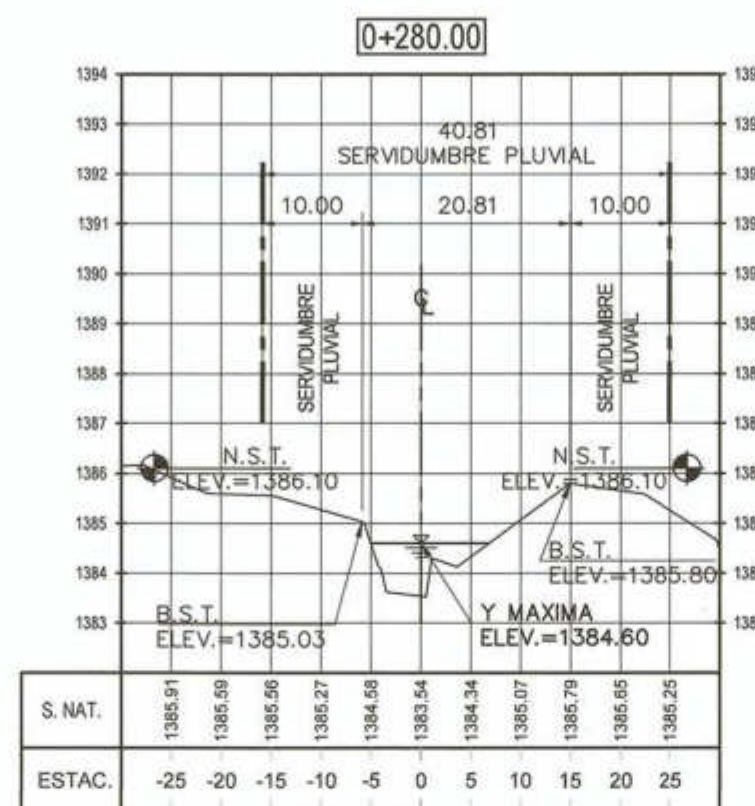 0+280.00
1394
1393
1392
1391
1390
1389
1388
1387
1386
1385
1384
1383
40.81
SERVIDUMBRE PLUVIAL
10.00 20.81 10.00
SERVIDUMBRE
PLUVIAL
CL
SERVIDUMBRE
PLUVIAL
N.S.T.
ELEV.=1386.10
N.S.T.
ELEV.=1386.10
B.S.T.
ELEV.=1385.03
Y MAXIMA
ELEV.=1384.60
B.S.T.
ELEV.=1385.80
S. NAT. 1385.91 1385.59 1385.56 1385.27 1384.58 1383.54 1384.34 1385.07 1385.79 1385.65 1385.25
ESTAC. -25 -20 -15 -10 -5 0 5 10 15 20 25